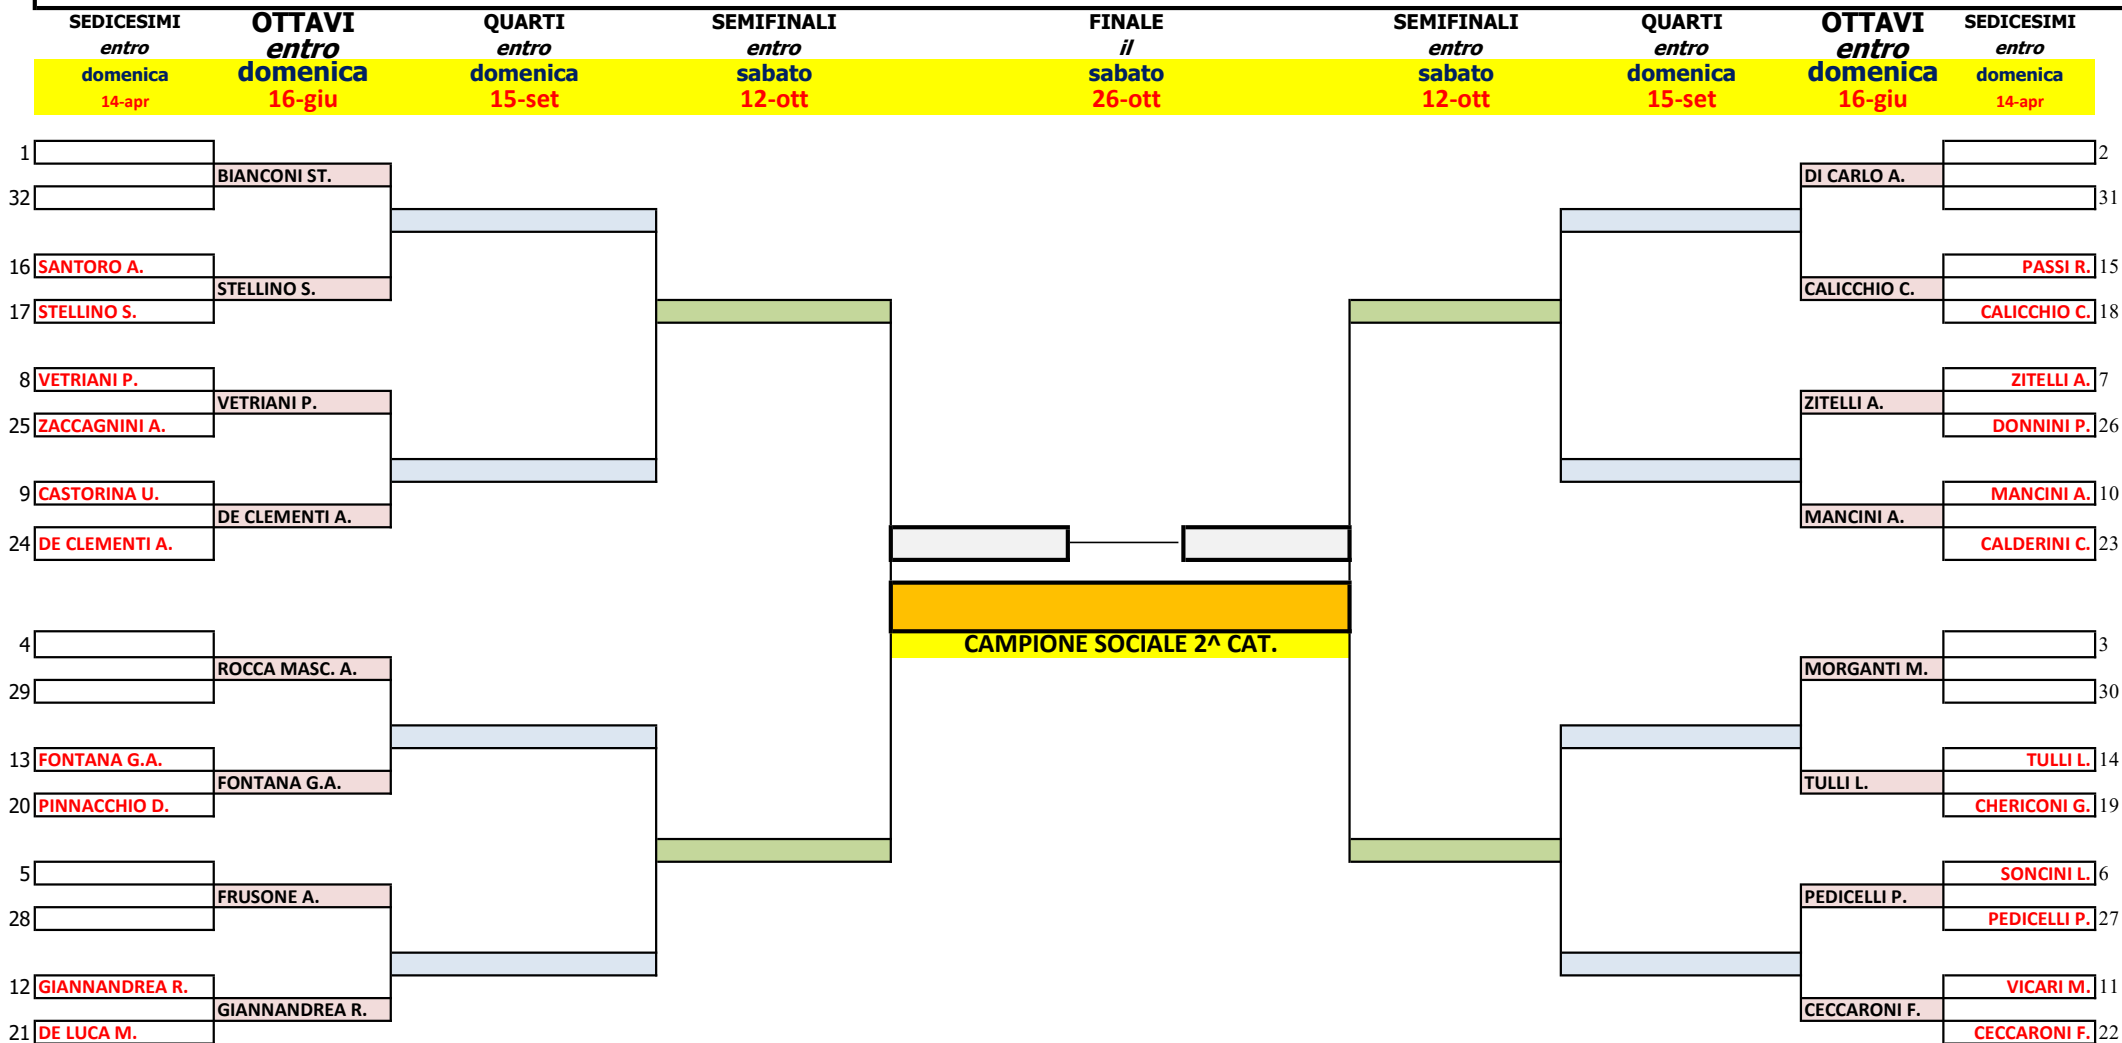 SEDICESIMI OTTAVI QUARTI SEMIFINALI FINALE SEMIFINALI QUARTI OTTAVI SEDICESIMI
entro entro entro entro il entro entro entro entro
domenica domenica domenica sabato sabato sabato domenica domenica domenica
14-apr 16-giu 15-set 12-ott 26-ott 12-ott 15-set 16-giu 14-apr
1 2
BIANCONI ST. DI CARLO A.
32 31
16 SANTORO A. PASSI R. 15
STELLINO S. CALICCHIO C.
17 STELLINO S. CALICCHIO C. 18
8 VETRIANI P. ZITELLI A. 7
VETRIANI P. ZITELLI A.
25 ZACCAGNINI A. DONNINI P. 26
9 CASTORINA U. MANCINI A. 10
DE CLEMENTI A. MANCINI A.
24 DE CLEMENTI A. CALDERINI C. 23
4 CAMPIONE SOCIALE 2^ CAT. 3
ROCCA MASC. A. MORGANTI M.
29 30
13 FONTANA G.A. TULLI L. 14
FONTANA G.A. TULLI L.
20 PINNACCHIO D. CHERICONI G. 19
5 SONCINI L. 6
FRUSONE A. PEDICELLI P.
28 PEDICELLI P. 27
12 GIANNANDREA R. VICARI M. 11
GIANNANDREA R. CECCARONI F.
21 DE LUCA M. CECCARONI F. 22